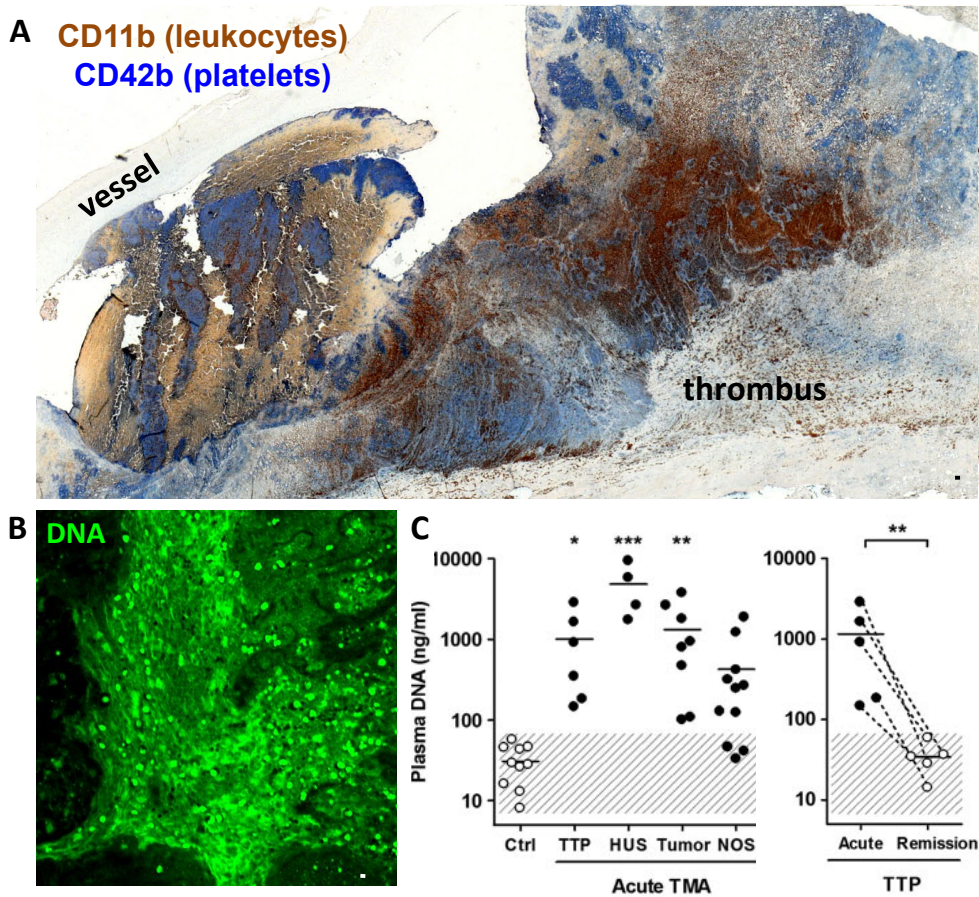 A
CD11b (leukocytes)
CD42b (platelets)
vessel
thrombus
B
DNA
C
* *** **
10000
1000
100
10
Plasma DNA (ng/ml)
Ctrl TTP HUS Tumor NOS
Acute TMA
**
10000
1000
100
10
Acute Remission
TTP